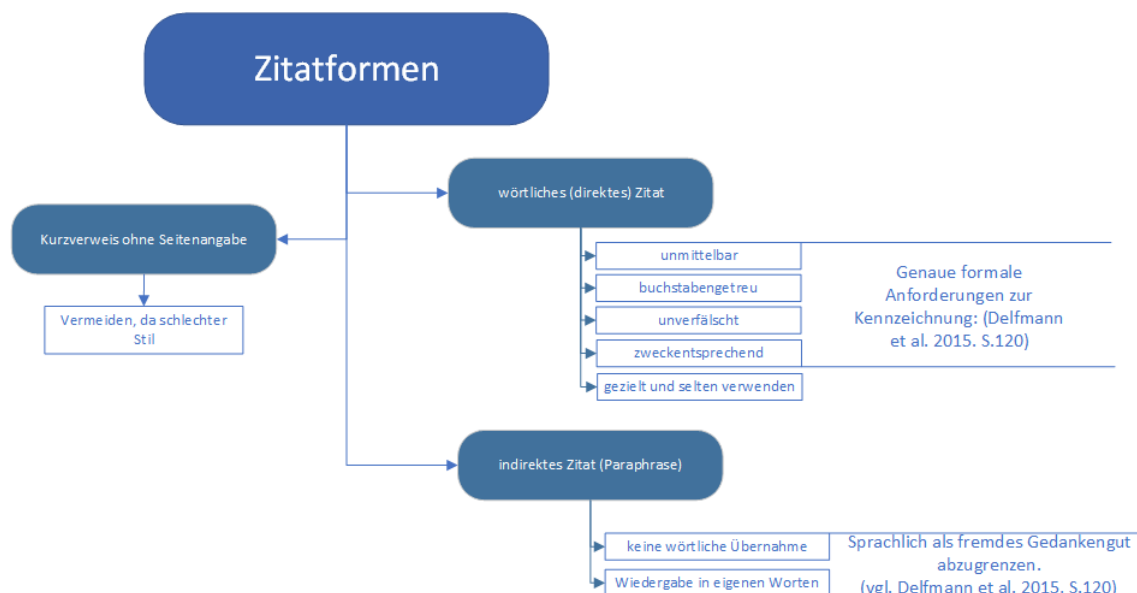 Zitatformen
wörtliches (direktes) Zitat
Kurzverweis ohne Seitenangabe
Vermeiden, da schlechter
Stil
unmittelbar
buchstabengetreu
unverfälscht
zweckentsprechend
gezielt und selten verwenden
Genaue formale
Anforderungen zur
Kennzeichnung: (Delfmann
et al. 2015. S.120)
indirektes Zitat (Paraphrase)
keine wörtliche Übernahme
Wiedergabe in eigenen Worten
Sprachlich als fremdes Gedankengut
abzugrenzen.
(vgl. Delfmann et al. 2015. S.120)